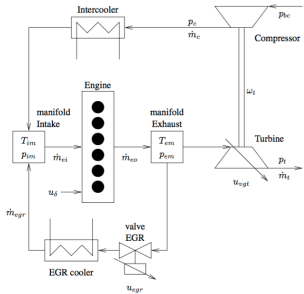 Intercooler
p_c
ṁ_c
p_bc
Compressor
Engine
ω_t
manifold
Intake
manifold
Exhaust
Turbine
T_im
p_im
ṁ_ei
ṁ_eo
T_em
p_em
p_t
ṁ_t
u_δ
u_vgt
ṁ_egr
valve
EGR
EGR cooler
u_egr